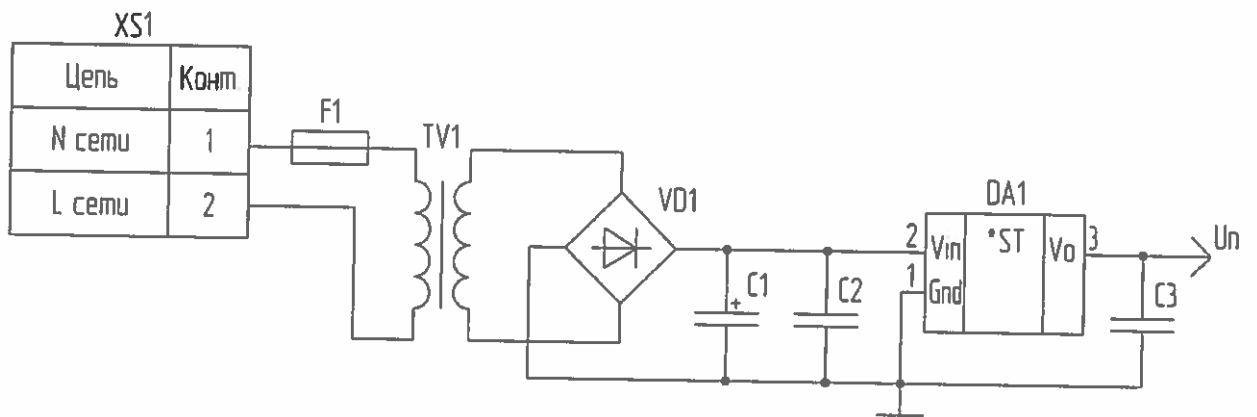 XS1
Цепь Конт.
N сети 1
L сети 2
F1
TV1
VD1
C1
+
C2
DA1
2 Vin *ST Vo 3
1 Gnd
Uп
C3